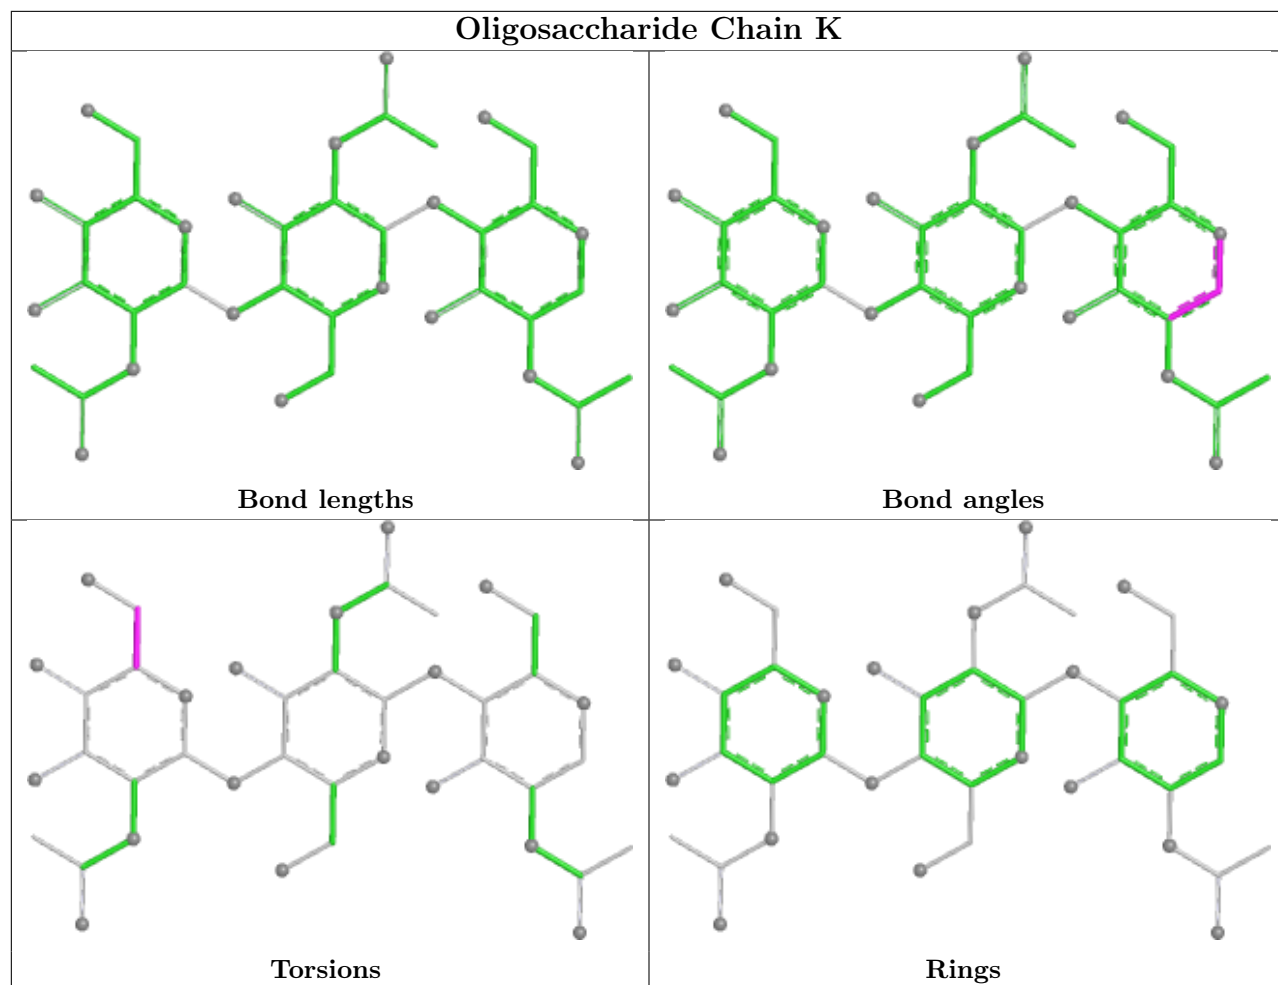 Oligosaccharide Chain K
Bond lengths
Bond angles
Torsions
Rings